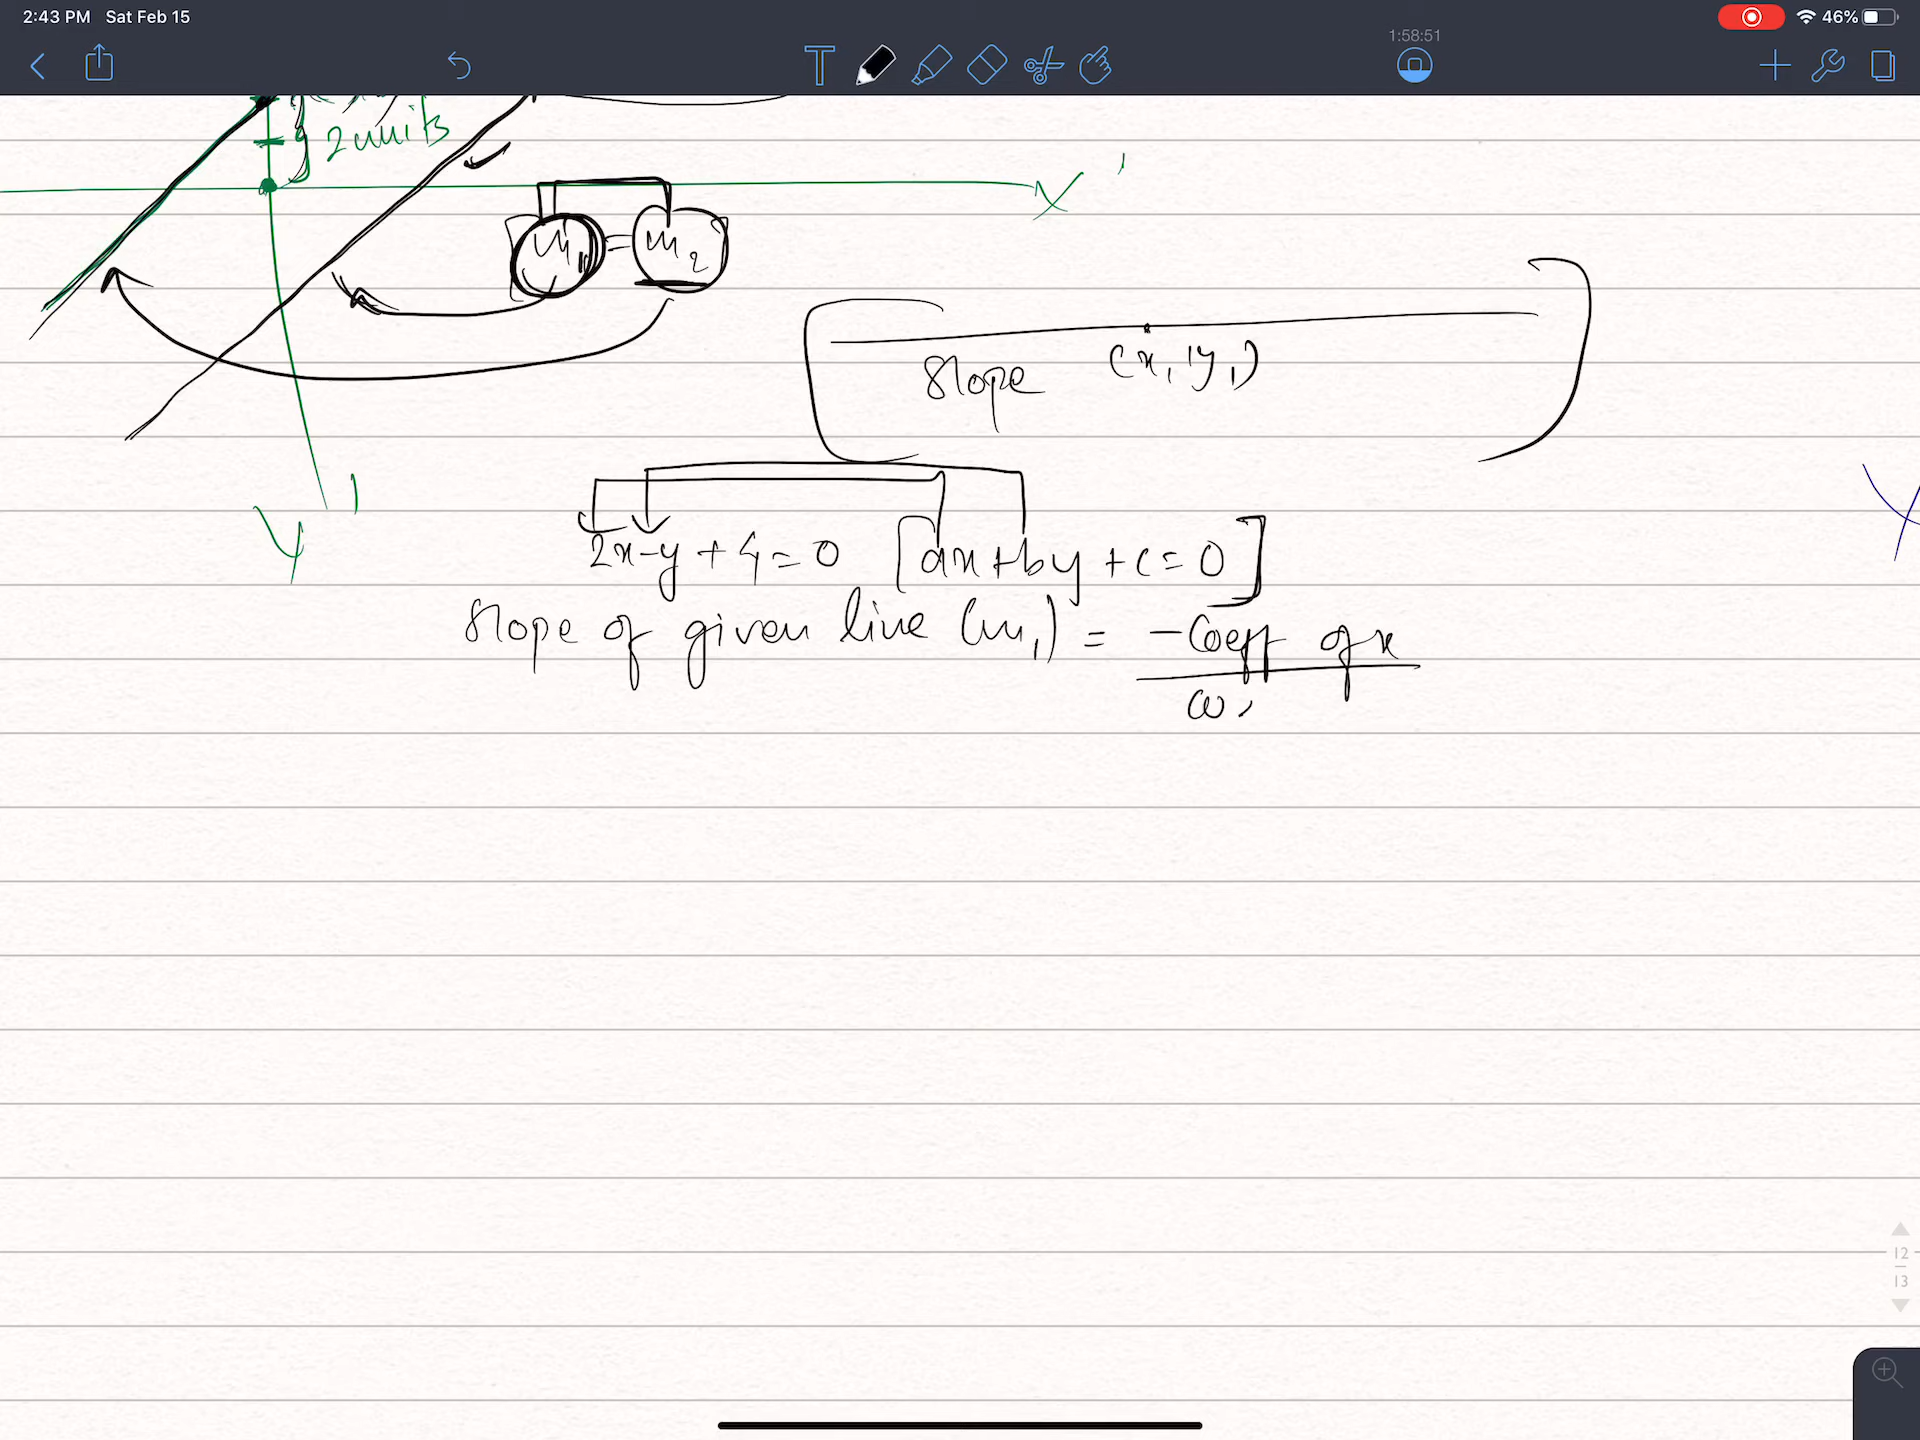 2:43 PM Sat Feb 15
46%
1:58:51
2 units
X'
m1 = m2
Slope (x1, y1)
Y'
2x-y+4=0 [ax+by+c=0]
Slope of given line (m1) = -Coeff of x
X
12
13